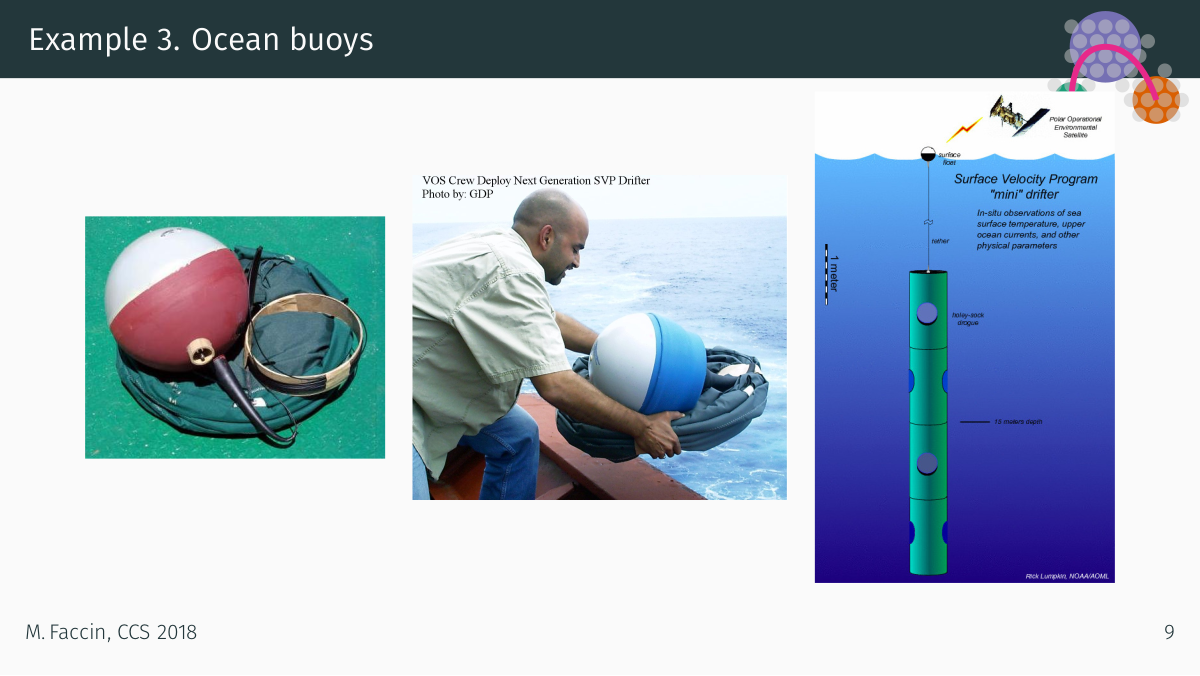 Example 3. Ocean buoys
VOS Crew Deploy Next Generation SVP Drifter
Photo by: GDP
Polar Operational
Environmental
Satellite
surface
float
Surface Velocity Program
"mini" drifter
In-situ observations of sea
surface temperature, upper
ocean currents, and other
physical parameters
tether
1 meter
holey-sock
drogue
15 meters depth
Rick Lumpkin, NOAA/AOML
M. Faccin, CCS 2018
9